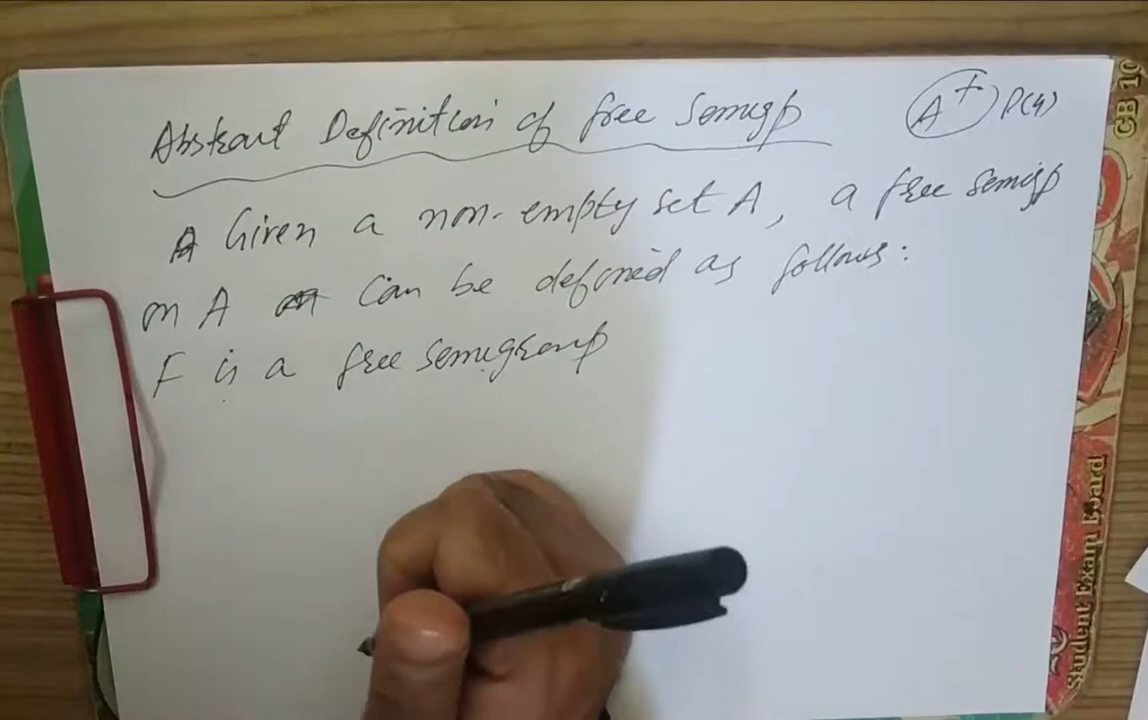 Abstract Definition of free Semigp
A+ P(4)
Given a non-empty set A, a free semigp
on A can be defined as follows:
F is a free semigroup
CB 10
Student Exam Board